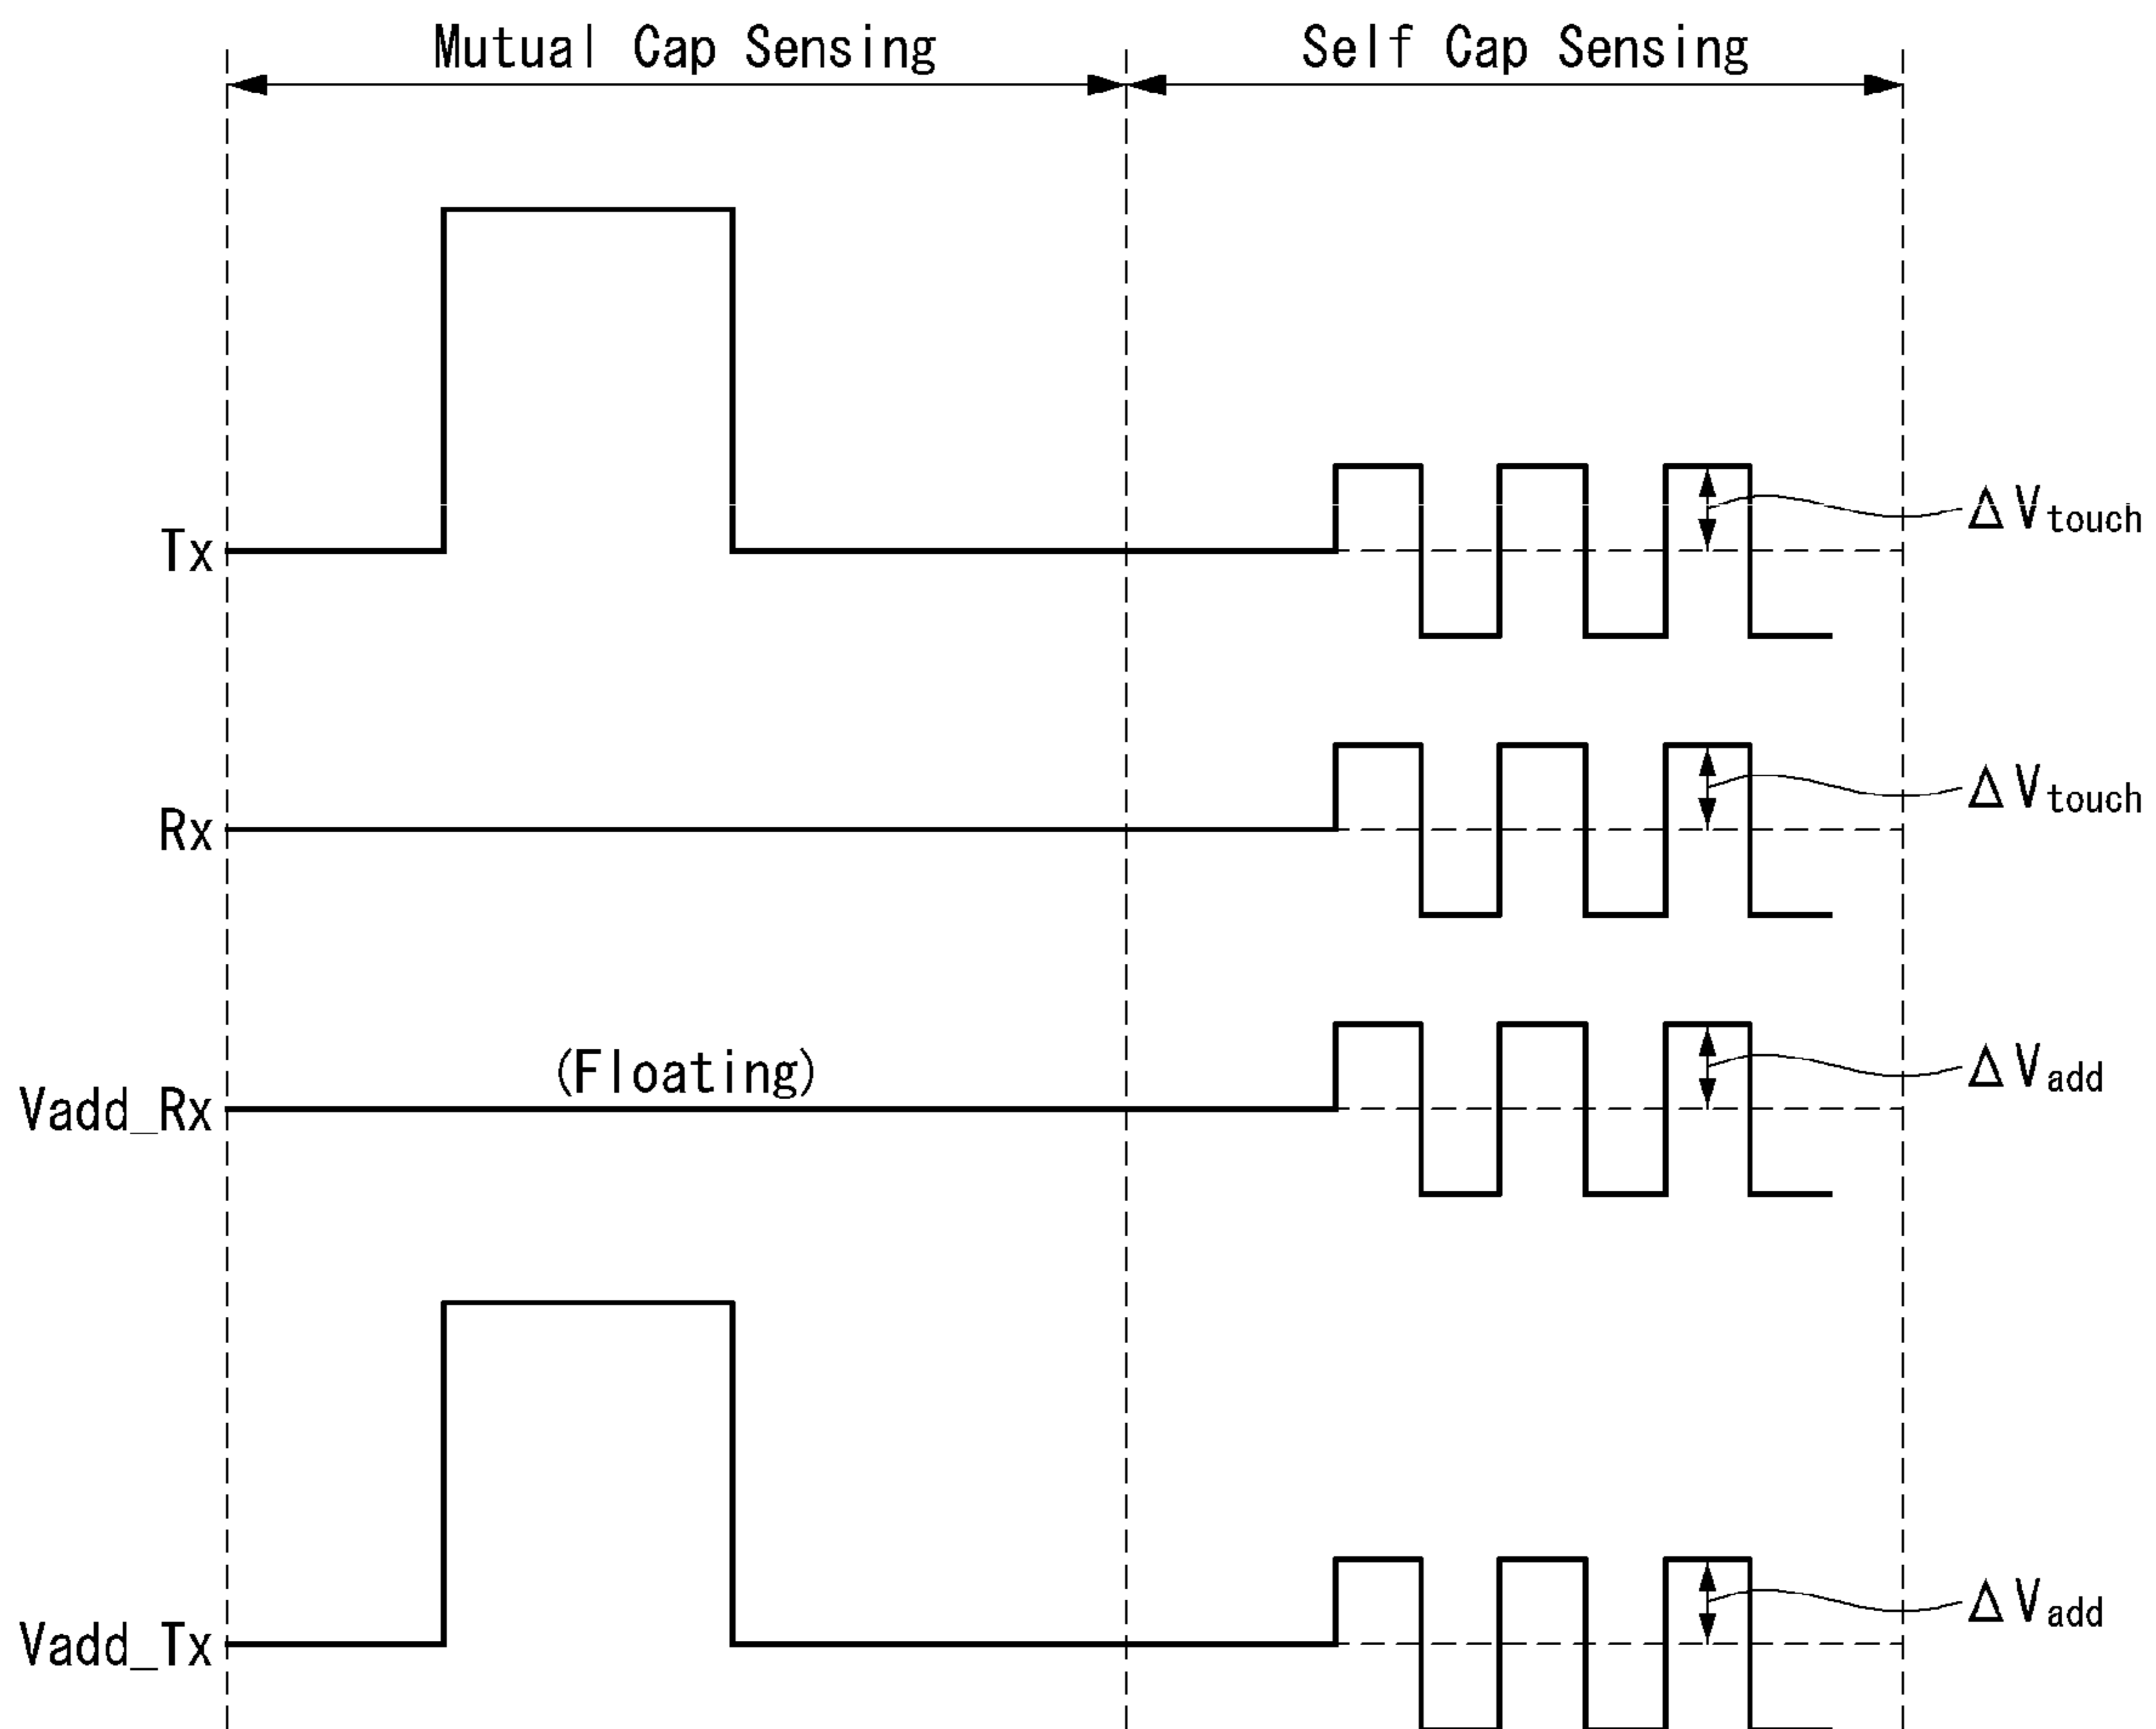 Mutual Cap Sensing
Self Cap Sensing
Tx
ΔVtouch
Rx
ΔVtouch
Vadd_Rx
(Floating)
ΔVadd
Vadd_Tx
ΔVadd